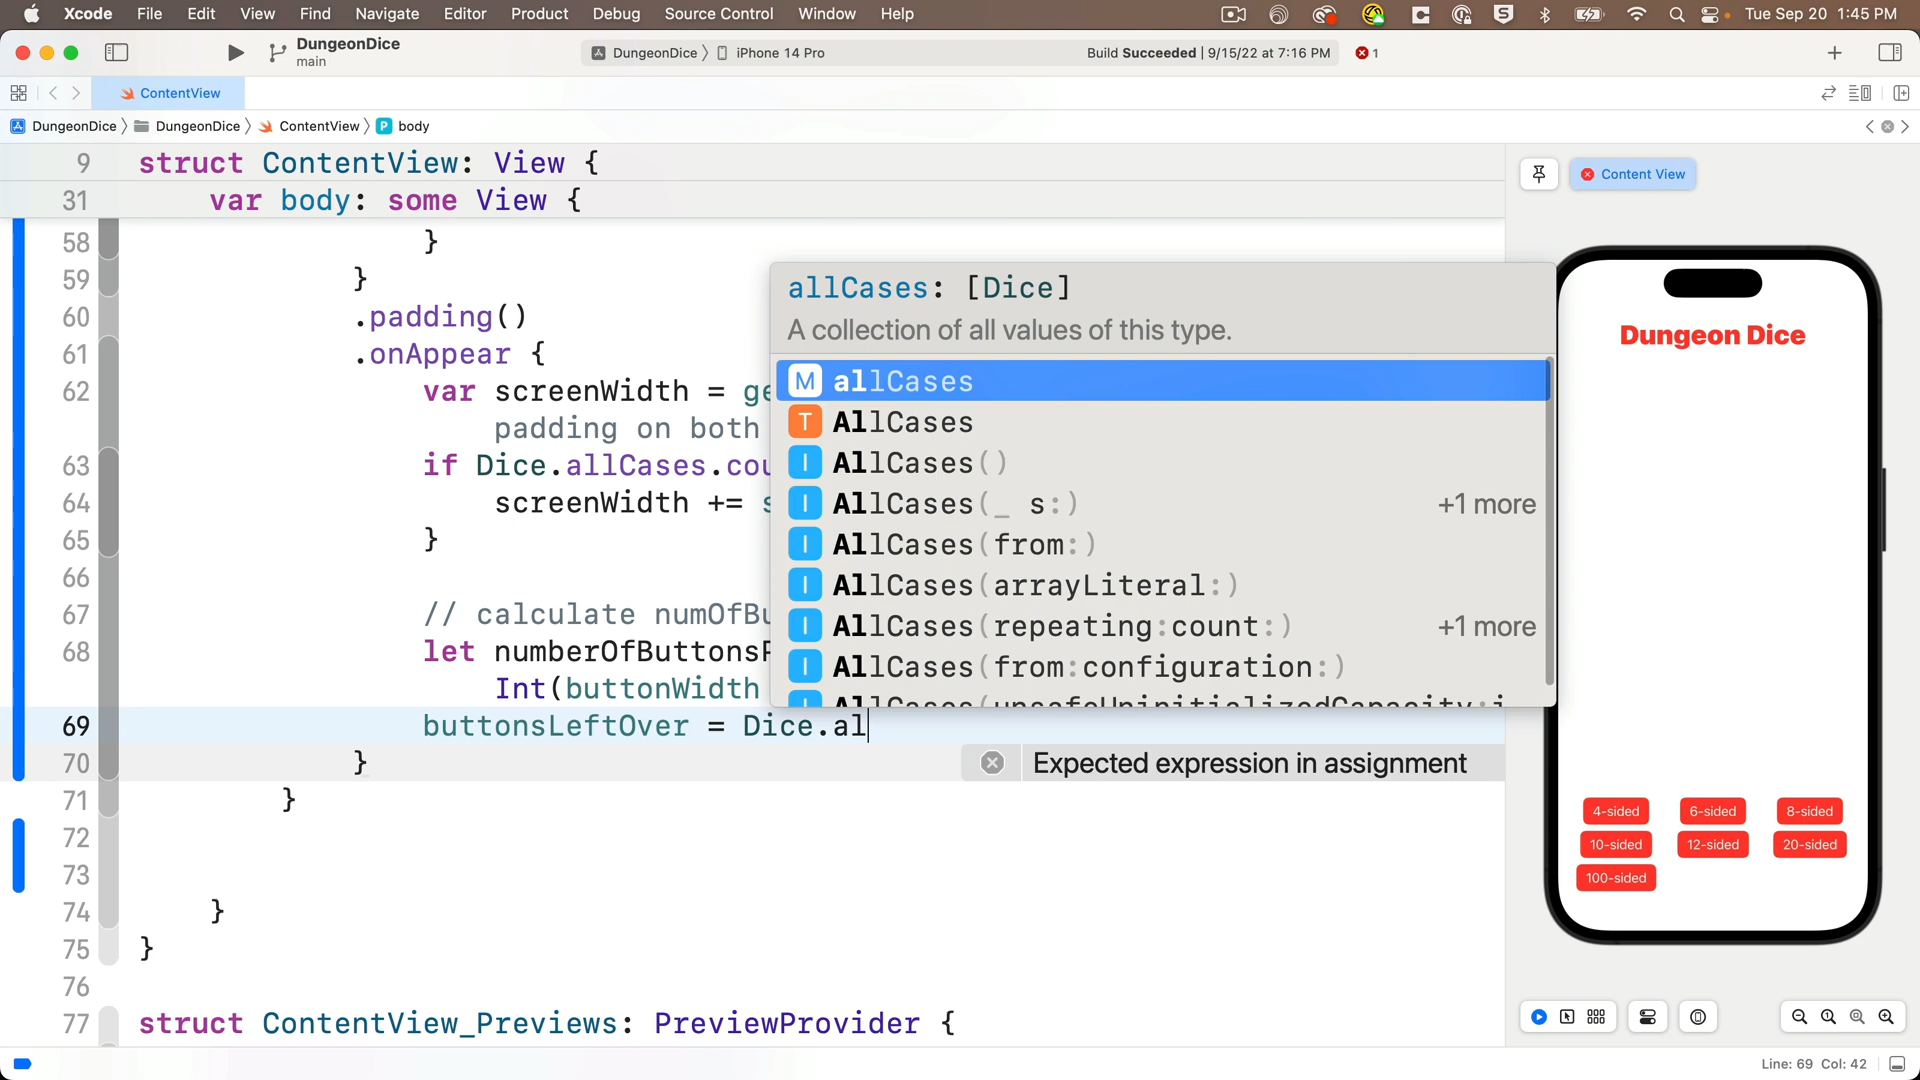 Xcode File Edit View Find Navigate Editor Product Debug Source Control Window Help Tue Sep 20 1:45 PM
DungeonDice
main
DungeonDice iPhone 14 Pro Build Succeeded | 9/15/22 at 7:16 PM 1
ContentView
DungeonDice DungeonDice ContentView P body
9 struct ContentView: View {
31 var body: some View {
58 }
59 }
60 .padding()
61 .onAppear {
62 var screenWidth = ge
padding on both
63 if Dice.allCases.cou
64 screenWidth += s
65 }
66
67 // calculate numOfBu
68 let numberOfButtonsP
Int(buttonWidth
69 buttonsLeftOver = Dice.al
70 }
Expected expression in assignment
71 }
72
73
74 }
75 }
76
77 struct ContentView_Previews: PreviewProvider {
allCases: [Dice]
A collection of all values of this type.
M allCases
T AllCases
I AllCases()
I AllCases(_ s:) +1 more
I AllCases(from:)
I AllCases(arrayLiteral:)
I AllCases(repeating:count:) +1 more
I AllCases(from:configuration:)
I AllCases(unsafeUninitializedCapacity:i
Content View
Dungeon Dice
4-sided 6-sided 8-sided
10-sided 12-sided 20-sided
100-sided
Line: 69 Col: 42